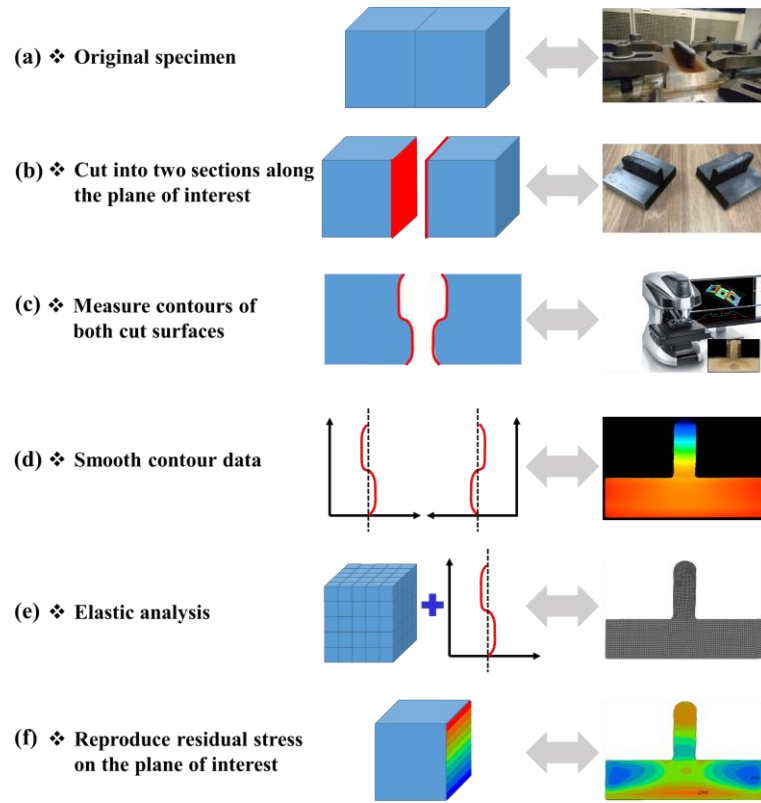 (a) ❖ Original specimen
(b) ❖ Cut into two sections along
the plane of interest
(c) ❖ Measure contours of
both cut surfaces
(d) ❖ Smooth contour data
(e) ❖ Elastic analysis
(f) ❖ Reproduce residual stress
on the plane of interest